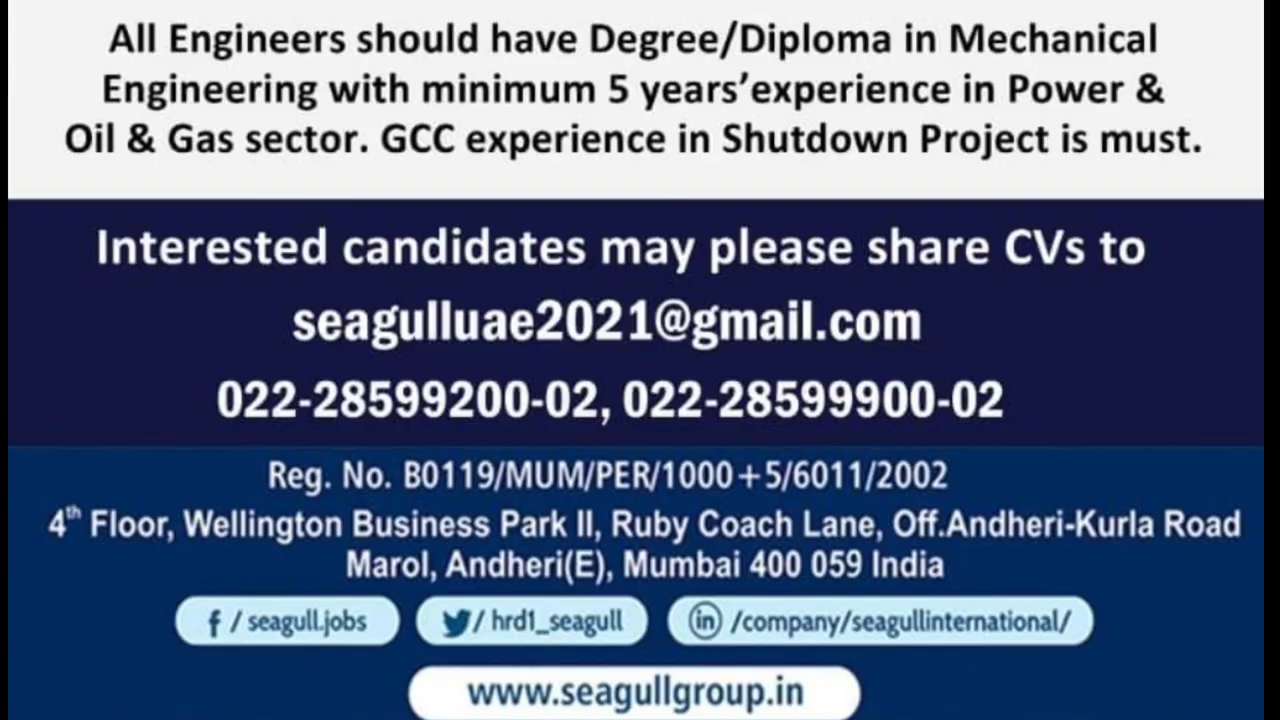 All Engineers should have Degree/Diploma in Mechanical
Engineering with minimum 5 years’experience in Power &
Oil & Gas sector. GCC experience in Shutdown Project is must.
Interested candidates may please share CVs to
seagulluae2021@gmail.com
022-28599200-02, 022-28599900-02
Reg. No. B0119/MUM/PER/1000+5/6011/2002
4th Floor, Wellington Business Park II, Ruby Coach Lane, Off.Andheri-Kurla Road
Marol, Andheri(E), Mumbai 400 059 India
f / seagull.jobs / hrd1_seagull in /company/seagullinternational/
www.seagullgroup.in